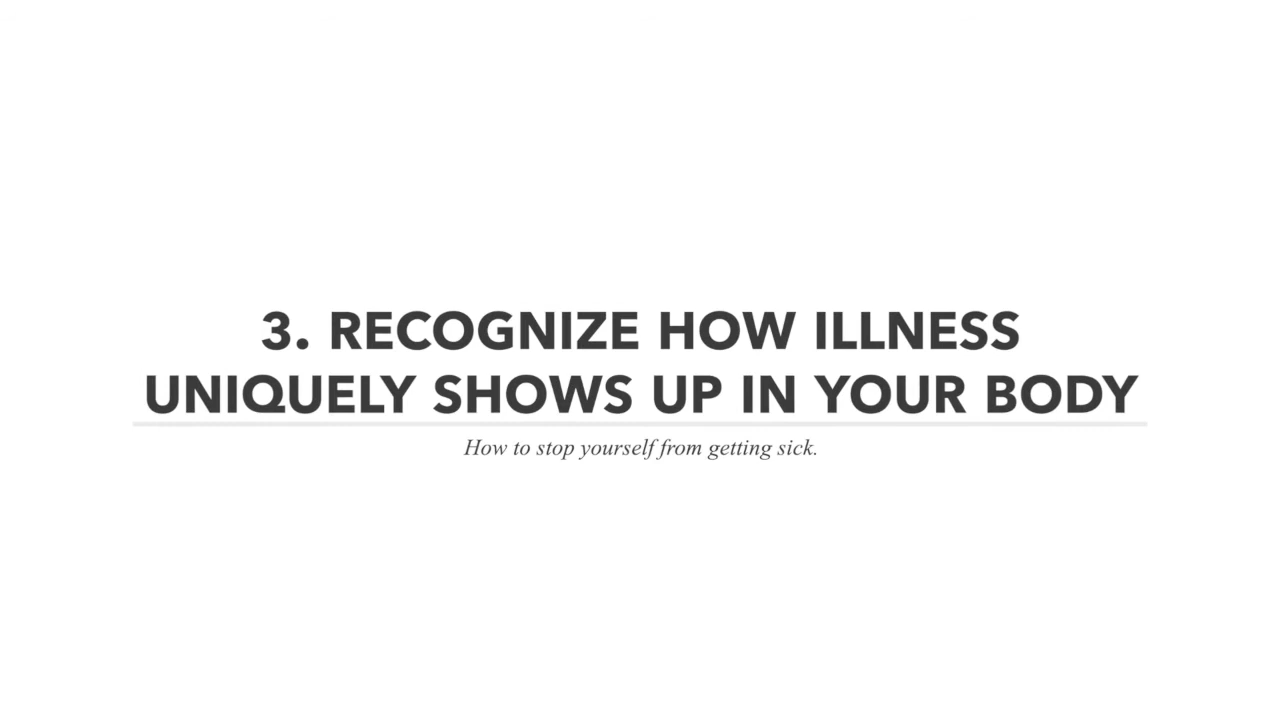 3. RECOGNIZE HOW ILLNESS
UNIQUELY SHOWS UP IN YOUR BODY
How to stop yourself from getting sick.